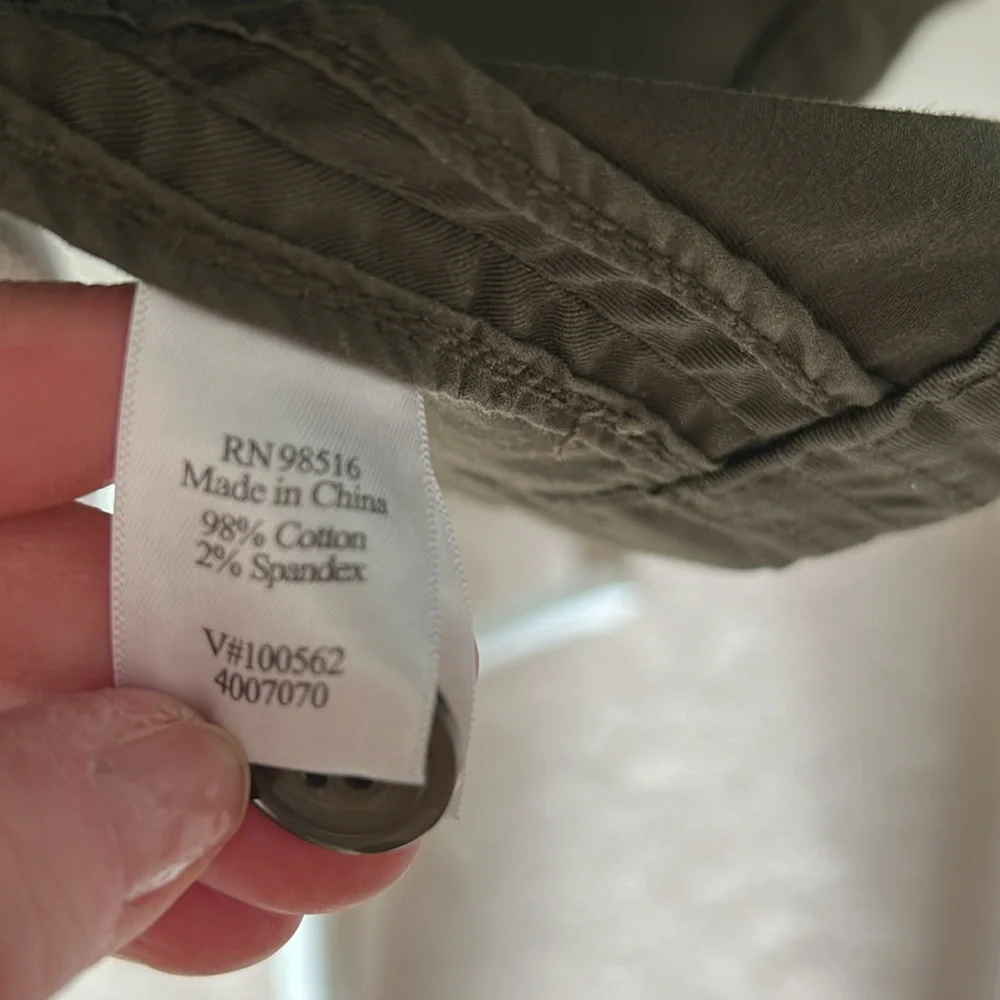 RN 98516
Made in China
98% Cotton
2% Spandex
V#100562
4007070